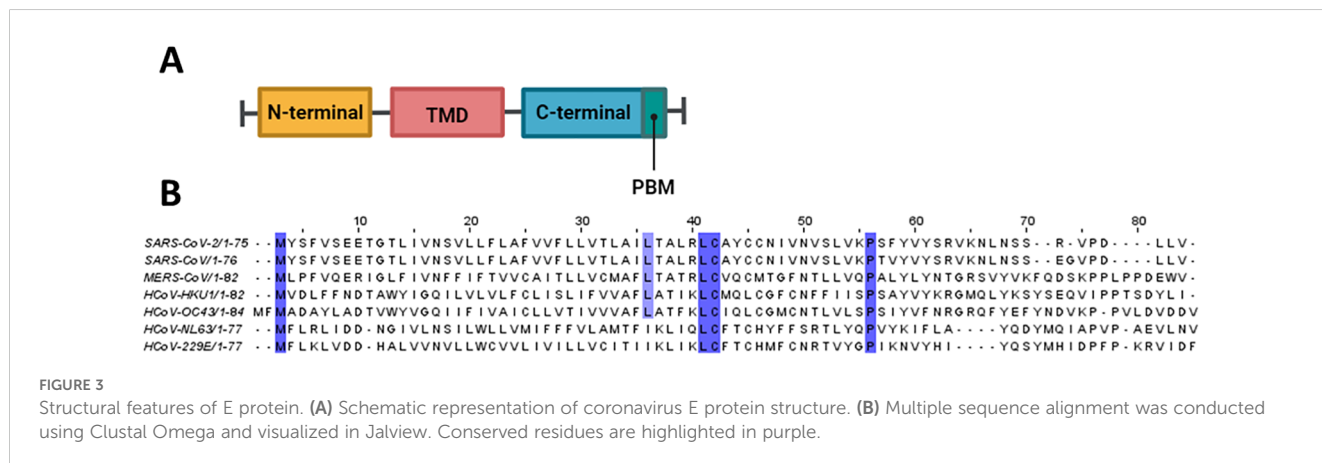 A
N-terminal TMD C-terminal
PBM
B
10 20 30 40 50 60 70 80
SARS-CoV-2/1-75 --MYSFVSEETGTLIVNSVLLFLAFVVFLLVTLAILTALRLCAYCCNIVNVSLVKPSFYVYSRVKNLNSS--R-VPD----LLV-
SARS-CoV/1-76 --MYSFVSEETGTLIVNSVLLFLAFVVFLLVTLAILTALRLCAYCCNIVNVSLVKPTVYVYSRVKNLNSS--EGVPD----LLV-
MERS-CoV/1-82 --MLPFVQERIGLFIVNFFIFTVVCAITLLVCMAFLTATRLCVQCMTGFNTLLVQPALYLYNTGRSVYVKFQDSKPPLPPDEWV-
HCoV-HKU1/1-82 --MVDLFFNDTAWYIGQILVLVLFCLISLIFVVAFLATIKLCMQLCGFCNFFIISPSAYVYKRGMQLYKSYSEQVIPPTSDYLI-
HCoV-OC43/1-84 MFMADAYLADTVWYVGQIIFIVAICLLVTIVVVAFLATFKLCIQLCGMCNTLVLSPSIYVFNRGRQFYEFYNDVKP-PVLDVDDV
HCoV-NL63/1-77 --MFLRLIDD-NGIVLNSILWLLVMIFFFVLAMTFIKLIQLCFTCHYFFSRTLYQPVYKIFLA----YQDYMQIAPVP-AEVLNV
HCoV-229E/1-77 --MFLKLVDD-HALVVNVLLWCVVLIVILLVCITIIKLIKLCFTCHMFCNRTVYGPIKNVYHI----YQSYMHIDPFP-KRVIDF
FIGURE 3
Structural features of E protein. (A) Schematic representation of coronavirus E protein structure. (B) Multiple sequence alignment was conducted
using Clustal Omega and visualized in Jalview. Conserved residues are highlighted in purple.